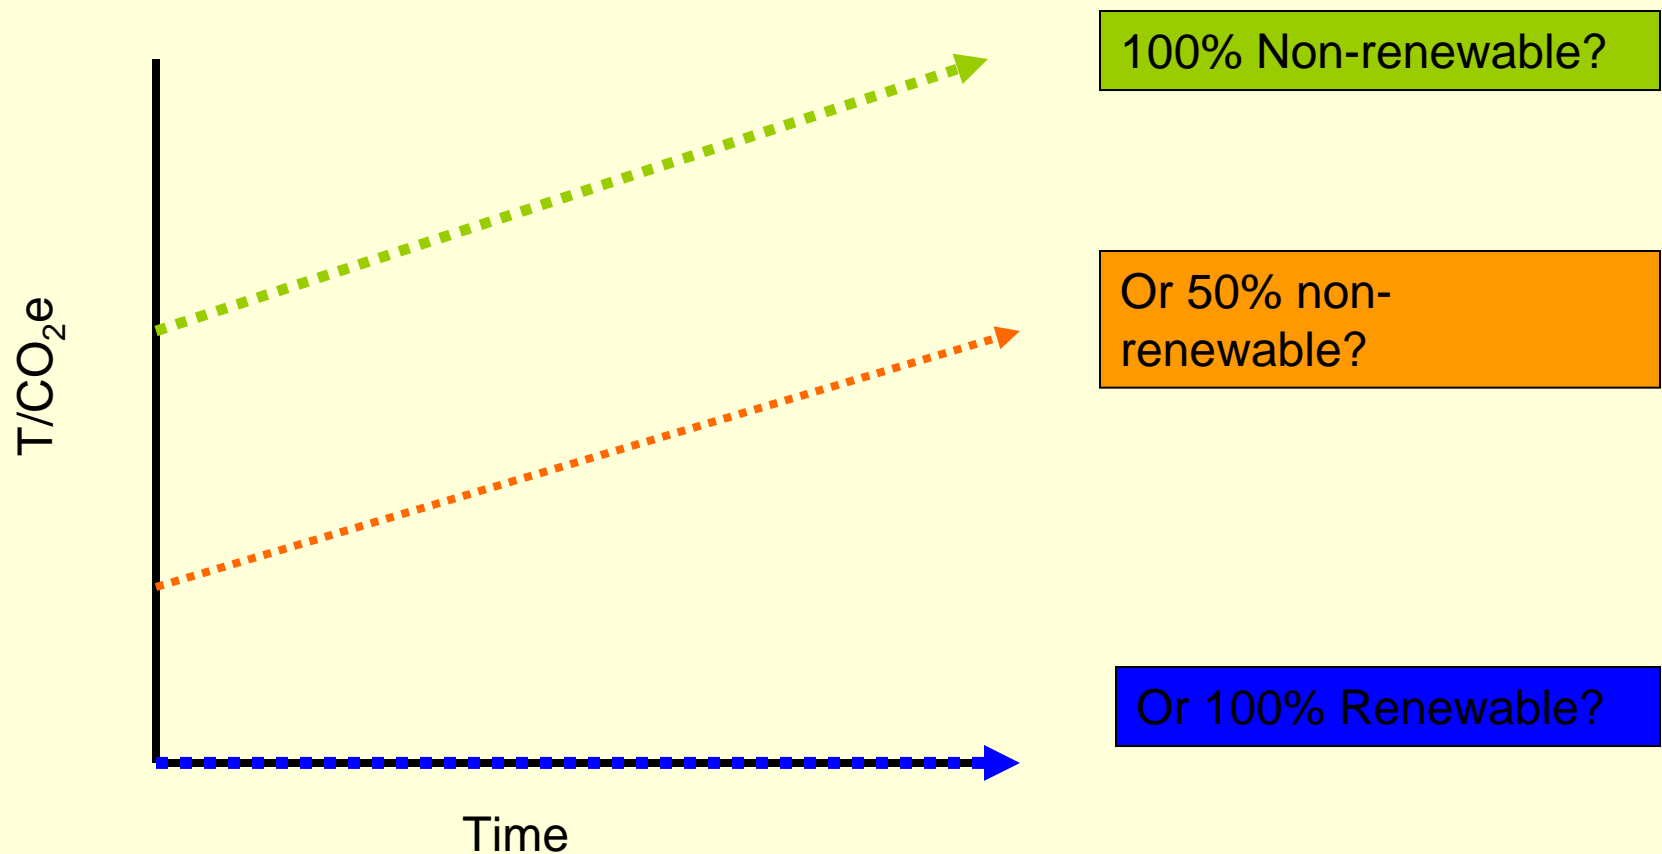 100% Non-renewable?
Or 50% non-
renewable?
T/CO₂e
Or 100% Renewable?
Time